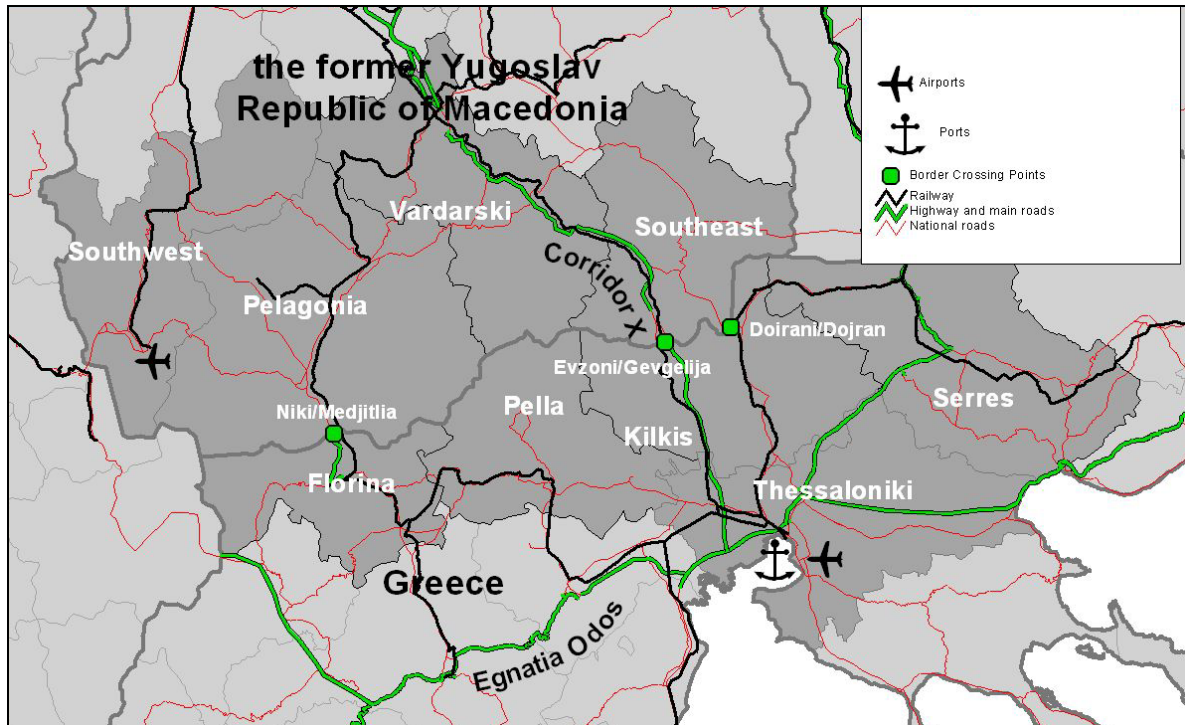 the former Yugoslav
Republic of Macedonia
Airports
Ports
Border Crossing Points
Railway
Highway and main roads
National roads
Vardarski
Southeast
Southwest
Corridor X
Pelagonia
Doirani/Dojran
Evzoni/Gevgelija
Niki/Medjitlia
Pella
Serres
Kilkis
Florina
Thessaloniki
Greece
Egnatia Odos